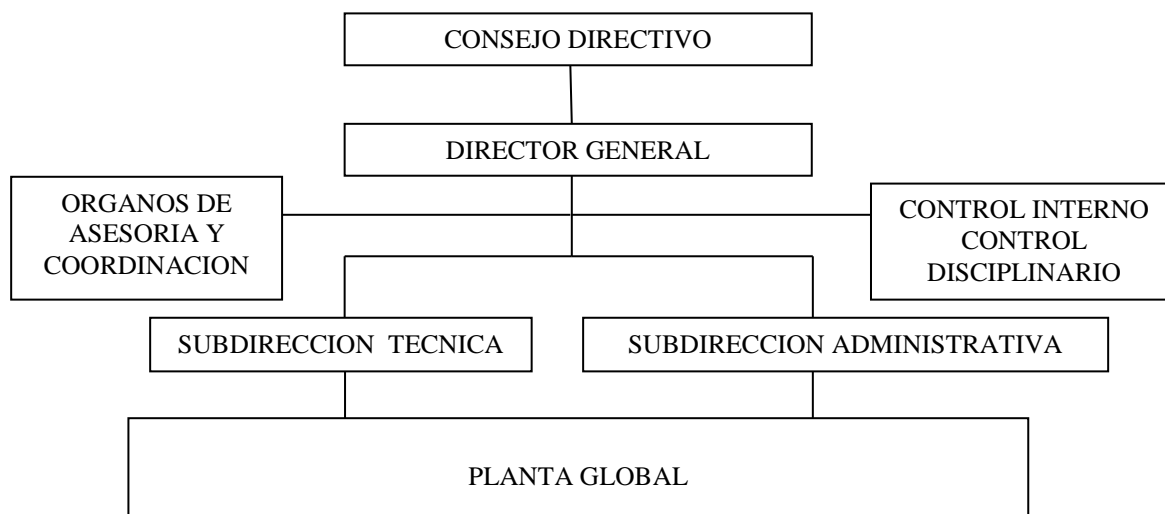 CONSEJO DIRECTIVO
DIRECTOR GENERAL
ORGANOS DE
ASESORIA Y
COORDINACION
CONTROL INTERNO
CONTROL
DISCIPLINARIO
SUBDIRECCION TECNICA
SUBDIRECCION ADMINISTRATIVA
PLANTA GLOBAL